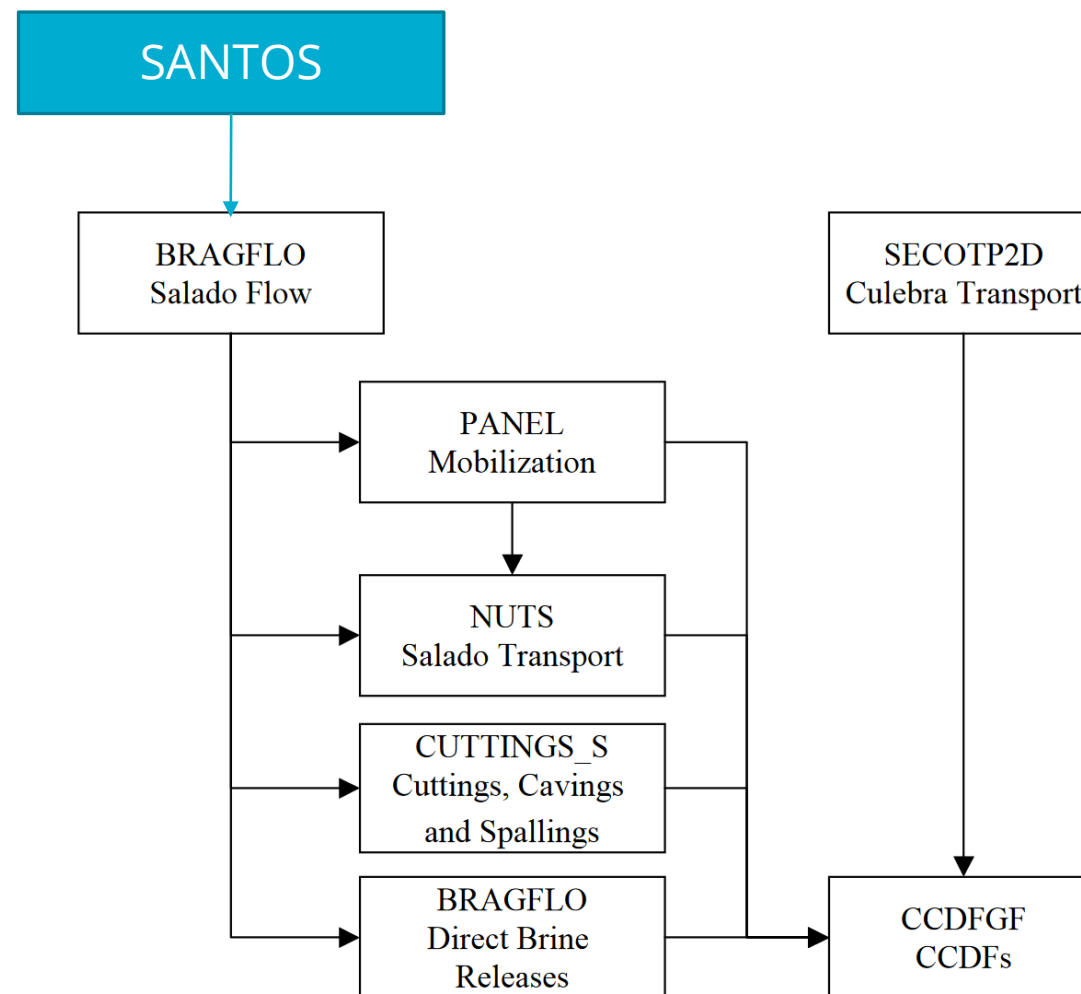 SANTOS
BRAGFLO
Salado Flow
SECOTP2D
Culebra Transport
PANEL
Mobilization
NUTS
Salado Transport
CUTTINGS_S
Cuttings, Cavings
and Spallings
BRAGFLO
Direct Brine
Releases
CCDFGF
CCDFs